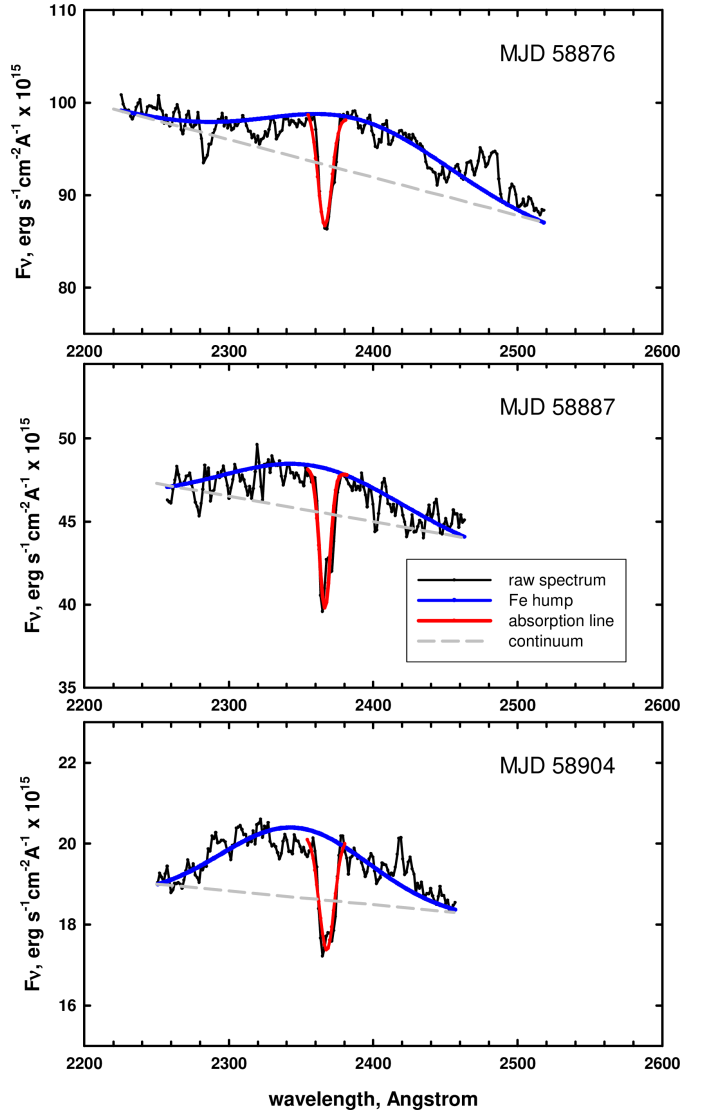 110
MJD 58876
100
90
80
Fν, erg s⁻¹cm⁻²A⁻¹ x 10¹⁵
2200 2300 2400 2500 2600
MJD 58887
50
45
40
35
Fν, erg s⁻¹cm⁻²A⁻¹ x 10¹⁵
raw spectrum
Fe hump
absorption line
continuum
2200 2300 2400 2500 2600
MJD 58904
22
20
18
16
Fν, erg s⁻¹cm⁻²A⁻¹ x 10¹⁵
2200 2300 2400 2500 2600
wavelength, Angstrom